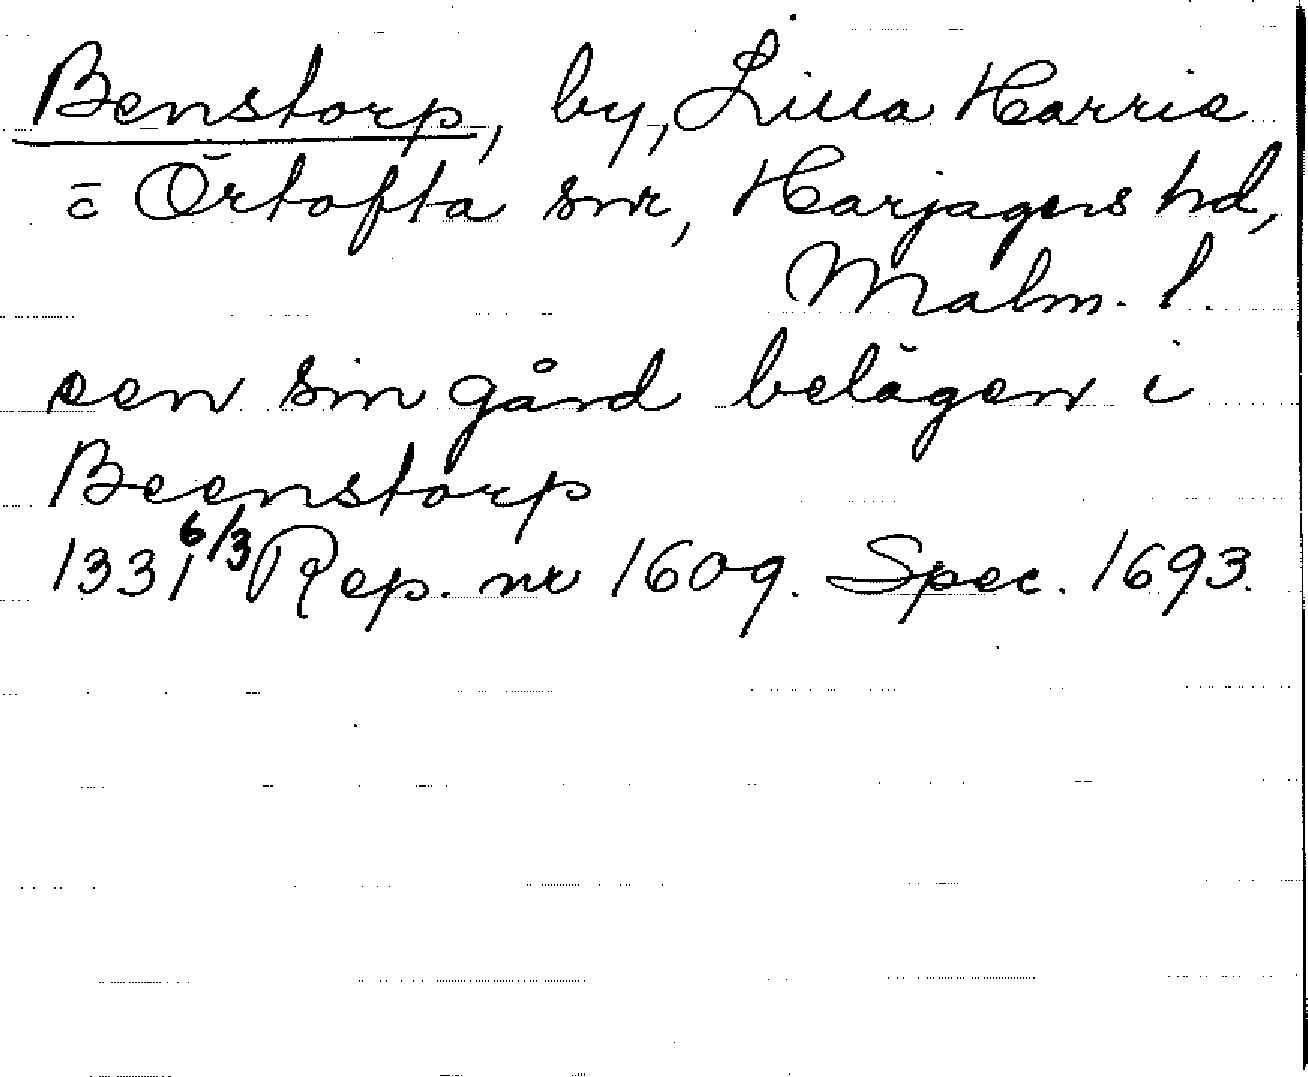 Benstorp, by, Lilla Harrie
o Örtofta snr, Harjagers hd,
Malm. l.
een sin gård belägen i
Beenstorp
1331 6/3 Rep. nr 1609. Spec. 1693.